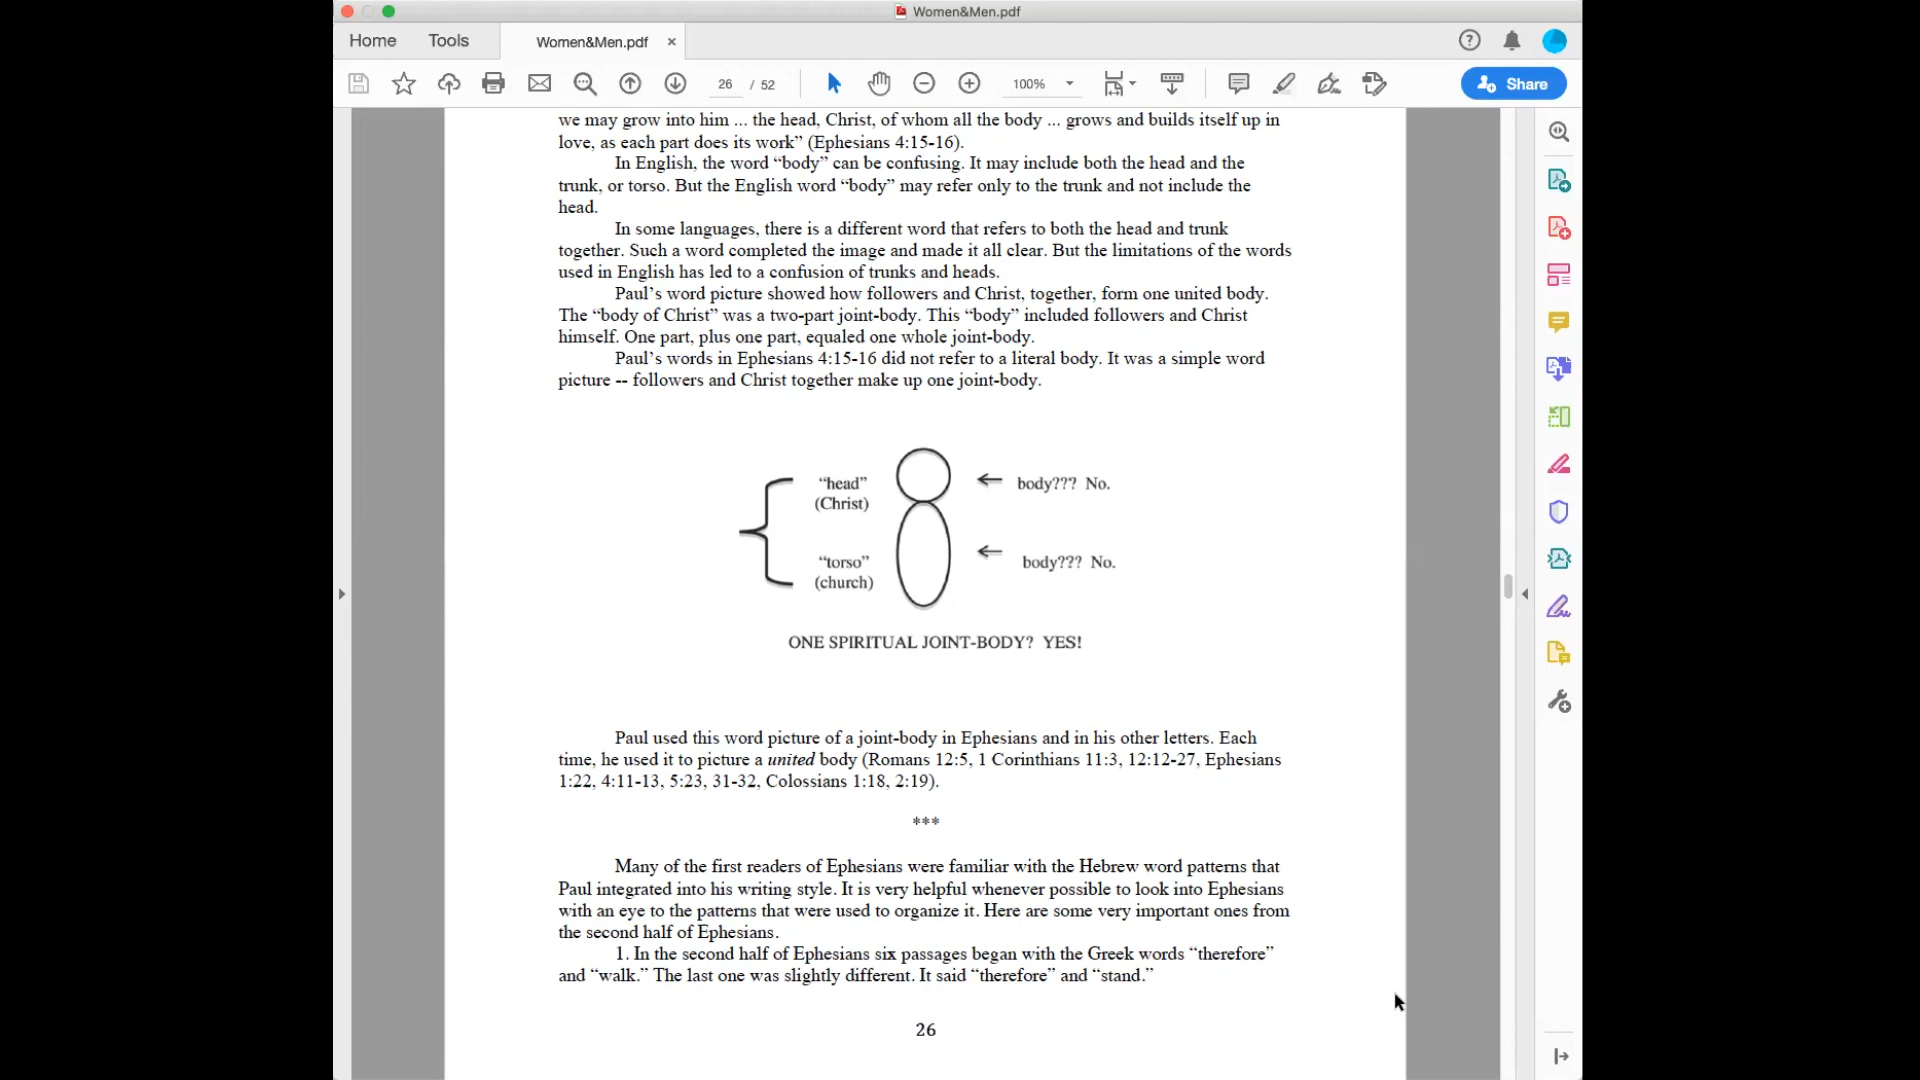 Women&Men.pdf
Home Tools Women&Men.pdf ×
26 / 52 100% Share
we may grow into him ... the head, Christ, of whom all the body ... grows and builds itself up in
love, as each part does its work” (Ephesians 4:15-16).
In English, the word “body” can be confusing. It may include both the head and the
trunk, or torso. But the English word “body” may refer only to the trunk and not include the
head.
In some languages, there is a different word that refers to both the head and trunk
together. Such a word completed the image and made it all clear. But the limitations of the words
used in English has led to a confusion of trunks and heads.
Paul’s word picture showed how followers and Christ, together, form one united body.
The “body of Christ” was a two-part joint-body. This “body” included followers and Christ
himself. One part, plus one part, equaled one whole joint-body.
Paul’s words in Ephesians 4:15-16 did not refer to a literal body. It was a simple word
picture -- followers and Christ together make up one joint-body.
“head” body??? No.
(Christ)
“torso” body??? No.
(church)
ONE SPIRITUAL JOINT-BODY? YES!
Paul used this word picture of a joint-body in Ephesians and in his other letters. Each
time, he used it to picture a united body (Romans 12:5, 1 Corinthians 11:3, 12:12-27, Ephesians
1:22, 4:11-13, 5:23, 31-32, Colossians 1:18, 2:19).
***
Many of the first readers of Ephesians were familiar with the Hebrew word patterns that
Paul integrated into his writing style. It is very helpful whenever possible to look into Ephesians
with an eye to the patterns that were used to organize it. Here are some very important ones from
the second half of Ephesians.
1. In the second half of Ephesians six passages began with the Greek words “therefore”
and “walk.” The last one was slightly different. It said “therefore” and “stand.”
26